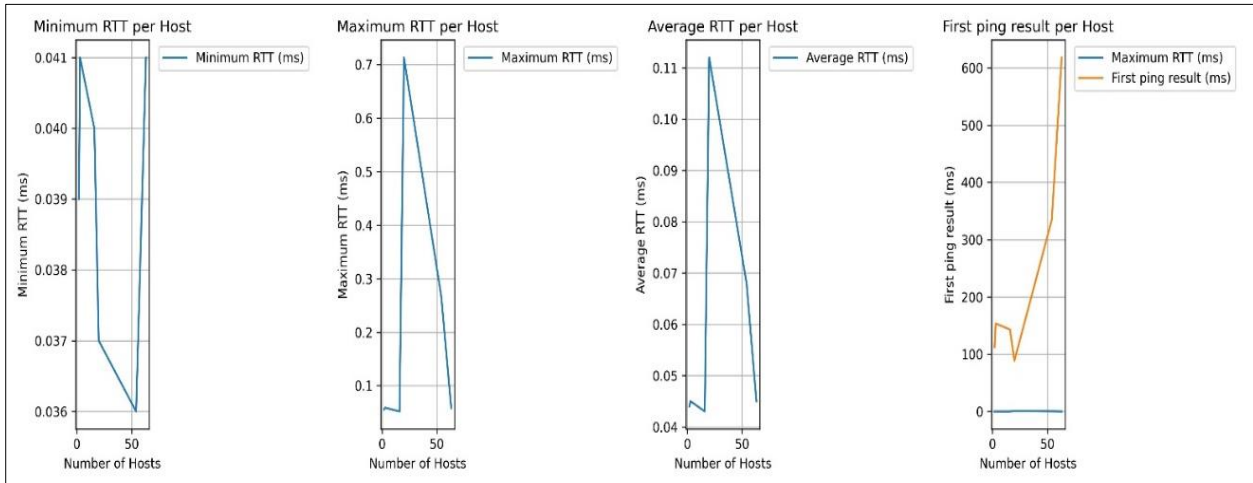 Minimum RTT per Host
Minimum RTT (ms)
0.041
0.040
0.039
0.038
0.037
0.036
Minimum RTT (ms)
0
50
Number of Hosts
Maximum RTT per Host
Maximum RTT (ms)
0.7
0.6
0.5
0.4
0.3
0.2
0.1
Maximum RTT (ms)
0
50
Number of Hosts
Average RTT per Host
Average RTT (ms)
0.11
0.10
0.09
0.08
0.07
0.06
0.05
0.04
Average RTT (ms)
0
50
Number of Hosts
First ping result per Host
Maximum RTT (ms)
First ping result (ms)
600
500
400
300
200
100
0
First ping result (ms)
0
50
Number of Hosts